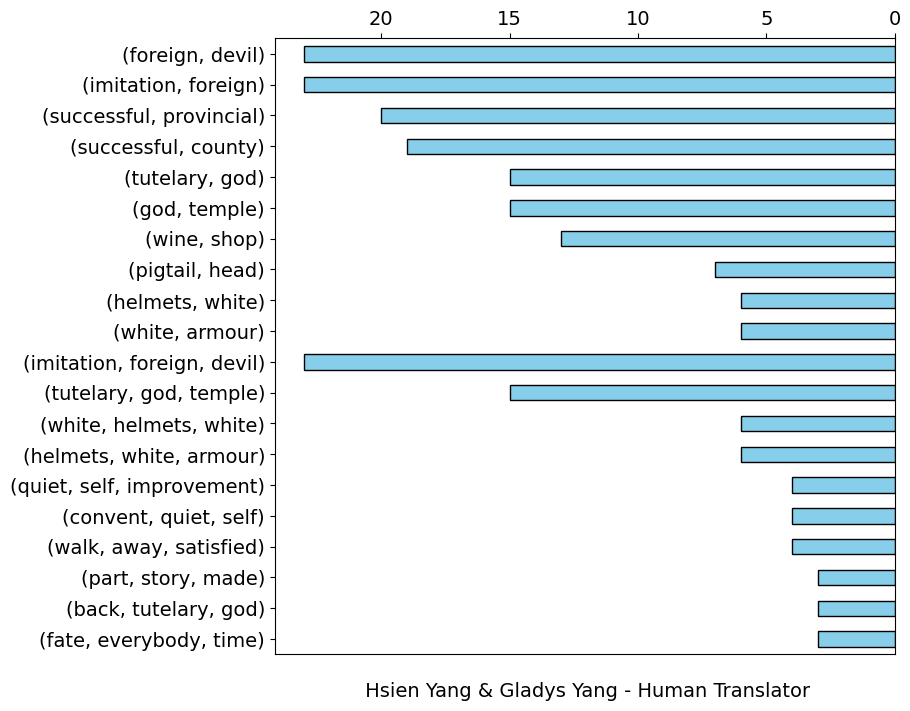 20 15 10 5 0
(foreign, devil)
(imitation, foreign)
(successful, provincial)
(successful, county)
(tutelary, god)
(god, temple)
(wine, shop)
(pigtail, head)
(helmets, white)
(white, armour)
(imitation, foreign, devil)
(tutelary, god, temple)
(white, helmets, white)
(helmets, white, armour)
(quiet, self, improvement)
(convent, quiet, self)
(walk, away, satisfied)
(part, story, made)
(back, tutelary, god)
(fate, everybody, time)
Hsien Yang & Gladys Yang - Human Translator